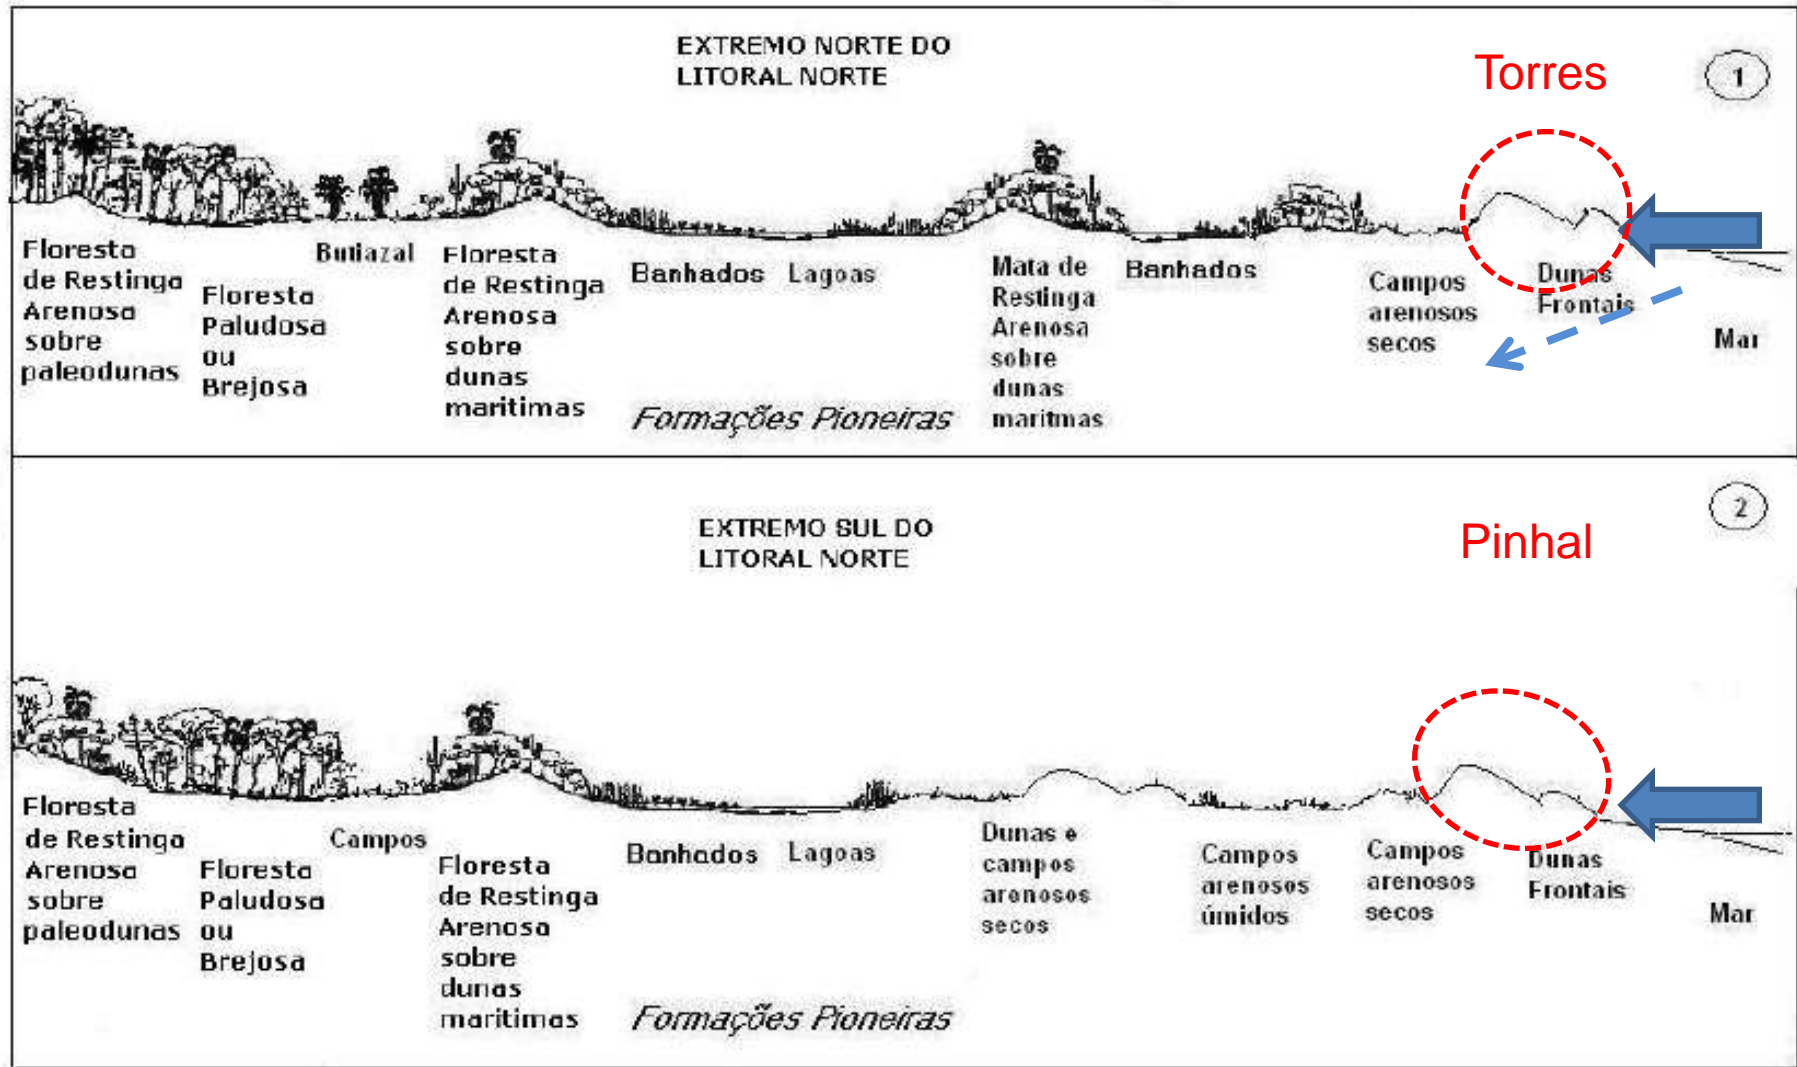 EXTREMO NORTE DO
LITORAL NORTE
Torres
1
Floresta
de Restinga
Arenosa
sobre
paleodunas
Floresta
Paludosa
ou
Brejosa
Butiazal
Floresta
de Restinga
Arenosa
sobre
dunas
maritimas
Banhados
Lagoas
Formações Pioneiras
Mata de
Restinga
Arenosa
sobre
dunas
maritmas
Banhados
Campos
arenosos
secos
Dunas
Frontais
Mar
EXTREMO SUL DO
LITORAL NORTE
Pinhal
2
Floresta
de Restinga
Arenosa
sobre
paleodunas
Floresta
Paludosa
ou
Brejosa
Campos
Floresta
de Restinga
Arenosa
sobre
dunas
maritimas
Banhados
Lagoas
Formações Pioneiras
Dunas e
campos
arenosos
secos
Campos
arenosos
úmidos
Campos
arenosos
secos
Dunas
Frontais
Mar